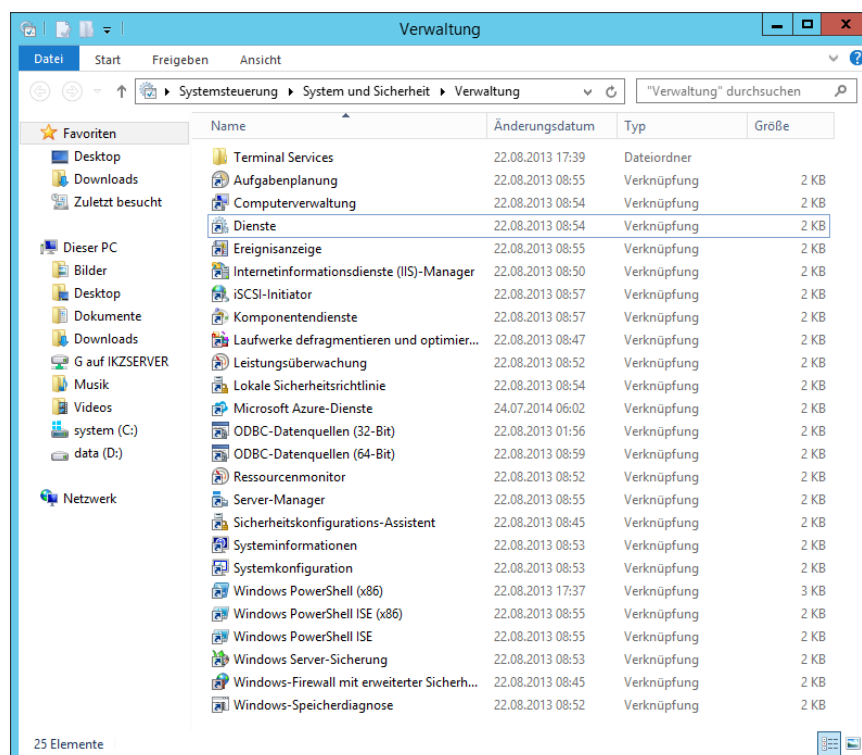 Verwaltung
Datei Start Freigeben Ansicht
Systemsteuerung System und Sicherheit Verwaltung "Verwaltung" durchsuchen
Favoriten
Desktop
Downloads
Zuletzt besucht
Dieser PC
Bilder
Desktop
Dokumente
Downloads
G auf IKZSERVER
Musik
Videos
system (C:)
data (D:)
Netzwerk
Name Änderungsdatum Typ Größe
Terminal Services 22.08.2013 17:39 Dateiordner
Aufgabenplanung 22.08.2013 08:55 Verknüpfung 2 KB
Computerverwaltung 22.08.2013 08:54 Verknüpfung 2 KB
Dienste 22.08.2013 08:54 Verknüpfung 2 KB
Ereignisanzeige 22.08.2013 08:55 Verknüpfung 2 KB
Internetinformationsdienste (IIS)-Manager 22.08.2013 08:50 Verknüpfung 2 KB
iSCSI-Initiator 22.08.2013 08:57 Verknüpfung 2 KB
Komponentendienste 22.08.2013 08:57 Verknüpfung 2 KB
Laufwerke defragmentieren und optimier... 22.08.2013 08:47 Verknüpfung 2 KB
Leistungsüberwachung 22.08.2013 08:52 Verknüpfung 2 KB
Lokale Sicherheitsrichtlinie 22.08.2013 08:54 Verknüpfung 2 KB
Microsoft Azure-Dienste 24.07.2014 06:02 Verknüpfung 2 KB
ODBC-Datenquellen (32-Bit) 22.08.2013 01:56 Verknüpfung 2 KB
ODBC-Datenquellen (64-Bit) 22.08.2013 08:59 Verknüpfung 2 KB
Ressourcenmonitor 22.08.2013 08:52 Verknüpfung 2 KB
Server-Manager 22.08.2013 08:55 Verknüpfung 2 KB
Sicherheitskonfigurations-Assistent 22.08.2013 08:45 Verknüpfung 2 KB
Systeminformationen 22.08.2013 08:53 Verknüpfung 2 KB
Systemkonfiguration 22.08.2013 08:53 Verknüpfung 2 KB
Windows PowerShell (x86) 22.08.2013 17:37 Verknüpfung 3 KB
Windows PowerShell ISE (x86) 22.08.2013 08:55 Verknüpfung 2 KB
Windows PowerShell ISE 22.08.2013 08:55 Verknüpfung 2 KB
Windows Server-Sicherung 22.08.2013 08:53 Verknüpfung 2 KB
Windows-Firewall mit erweiterter Sicherh... 22.08.2013 08:45 Verknüpfung 2 KB
Windows-Speicherdiagnose 22.08.2013 08:52 Verknüpfung 2 KB
25 Elemente